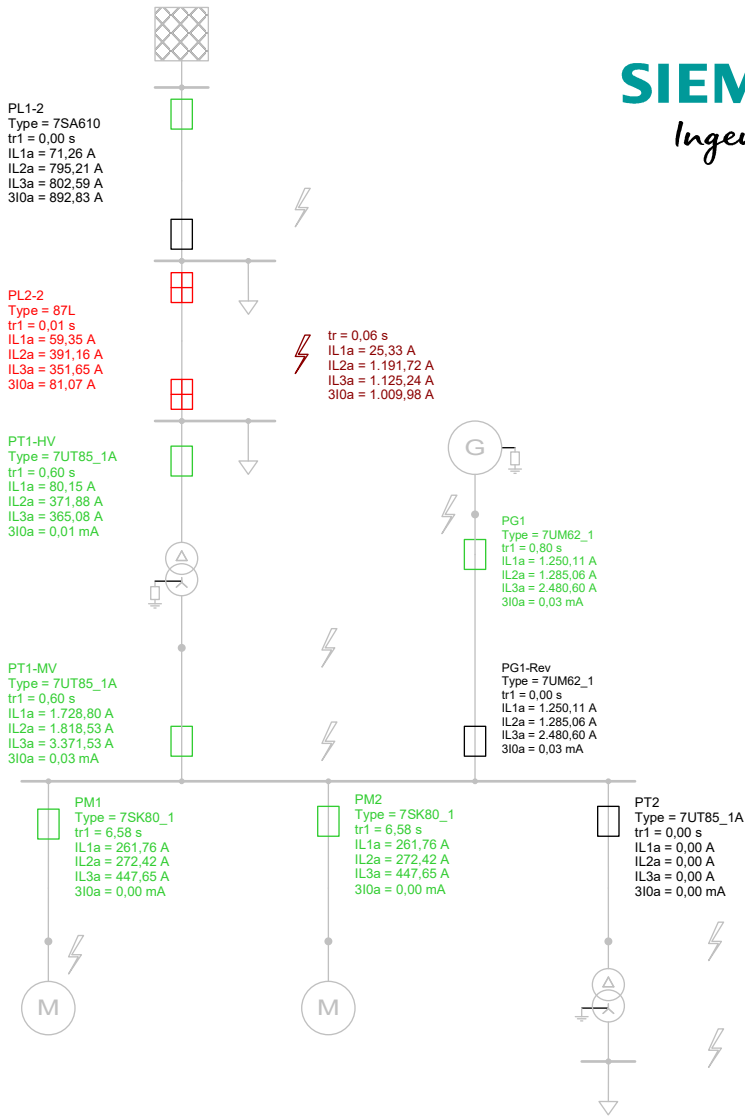 SIEM
Ingeu
PL1-2
Type = 7SA610
tr1 = 0,00 s
IL1a = 71,26 A
IL2a = 795,21 A
IL3a = 802,59 A
3I0a = 892,83 A
PL2-2
Type = 87L
tr1 = 0,01 s
IL1a = 59,35 A
IL2a = 391,16 A
IL3a = 351,65 A
3I0a = 81,07 A
tr = 0,06 s
IL1a = 25,33 A
IL2a = 1.191,72 A
IL3a = 1.125,24 A
3I0a = 1.009,98 A
PT1-HV
Type = 7UT85_1A
tr1 = 0,60 s
IL1a = 80,15 A
IL2a = 371,88 A
IL3a = 365,08 A
3I0a = 0,01 mA
G
PG1
Type = 7UM62_1
tr1 = 0,80 s
IL1a = 1.250,11 A
IL2a = 1.285,06 A
IL3a = 2.480,60 A
3I0a = 0,03 mA
PT1-MV
Type = 7UT85_1A
tr1 = 0,60 s
IL1a = 1.728,80 A
IL2a = 1.818,53 A
IL3a = 3.371,53 A
3I0a = 0,03 mA
PG1-Rev
Type = 7UM62_1
tr1 = 0,00 s
IL1a = 1.250,11 A
IL2a = 1.285,06 A
IL3a = 2.480,60 A
3I0a = 0,03 mA
PM1
Type = 7SK80_1
tr1 = 6,58 s
IL1a = 261,76 A
IL2a = 272,42 A
IL3a = 447,65 A
3I0a = 0,00 mA
PM2
Type = 7SK80_1
tr1 = 6,58 s
IL1a = 261,76 A
IL2a = 272,42 A
IL3a = 447,65 A
3I0a = 0,00 mA
PT2
Type = 7UT85_1A
tr1 = 0,00 s
IL1a = 0,00 A
IL2a = 0,00 A
IL3a = 0,00 A
3I0a = 0,00 mA
M
M